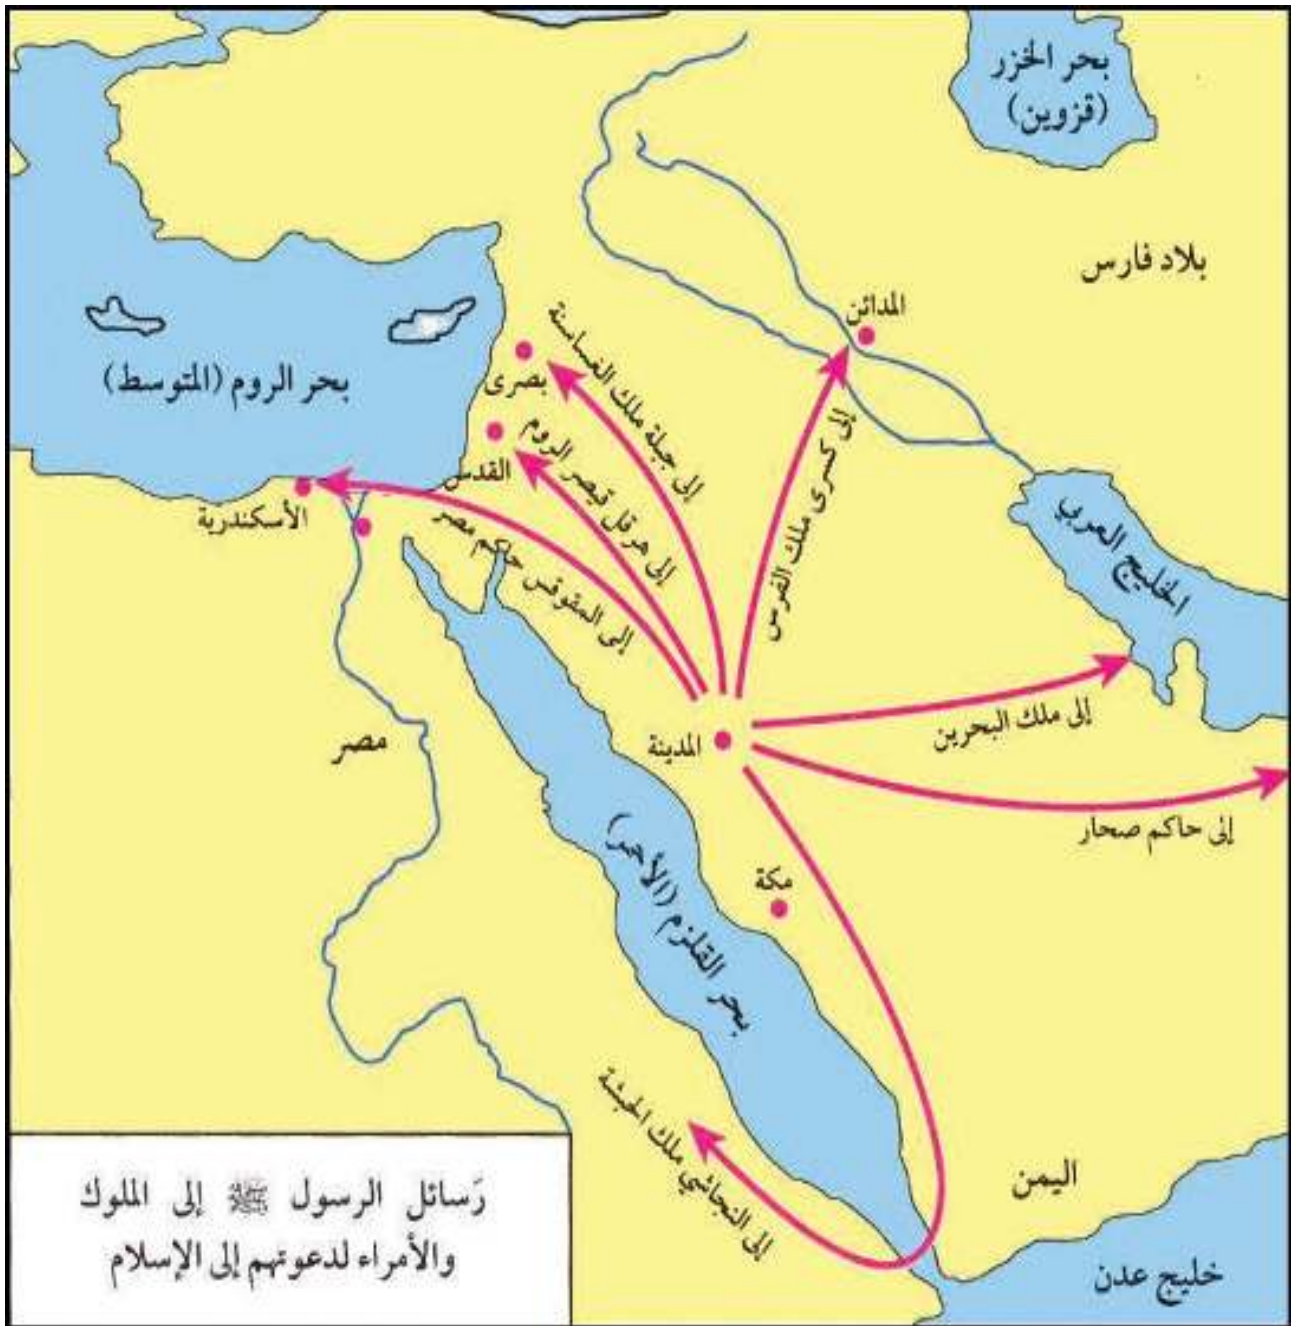 بحر الخزر
(قزوين)
بلاد فارس
المدائن
بحر الروم (المتوسط)
بصرى
القدس
الأسكندرية
إلى جبلة ملك الغساسنة
إلى هرقل قيصر الروم
إلى المقوقس حاكم مصر
إلى كسرى ملك الفرس
الخليج العربي
إلى ملك البحرين
إلى حاكم صحار
المدينة
مصر
مكة
بحر القلزم (الأحمر)
إلى النجاشي ملك الحبشة
اليمن
خليج عدن
رَسائل الرسول ﷺ إلى الملوك
والأمراء لدعوتهم إلى الإسلام